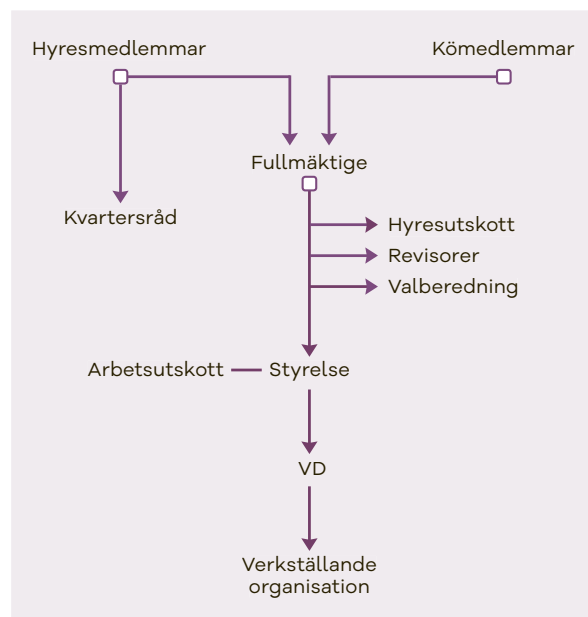 Hyresmedlemmar
Kömedlemmar
Fullmäktige
Kvartersråd
Hyresutskott
Revisorer
Valberedning
Arbetsutskott
Styrelse
VD
Verkställande
organisation